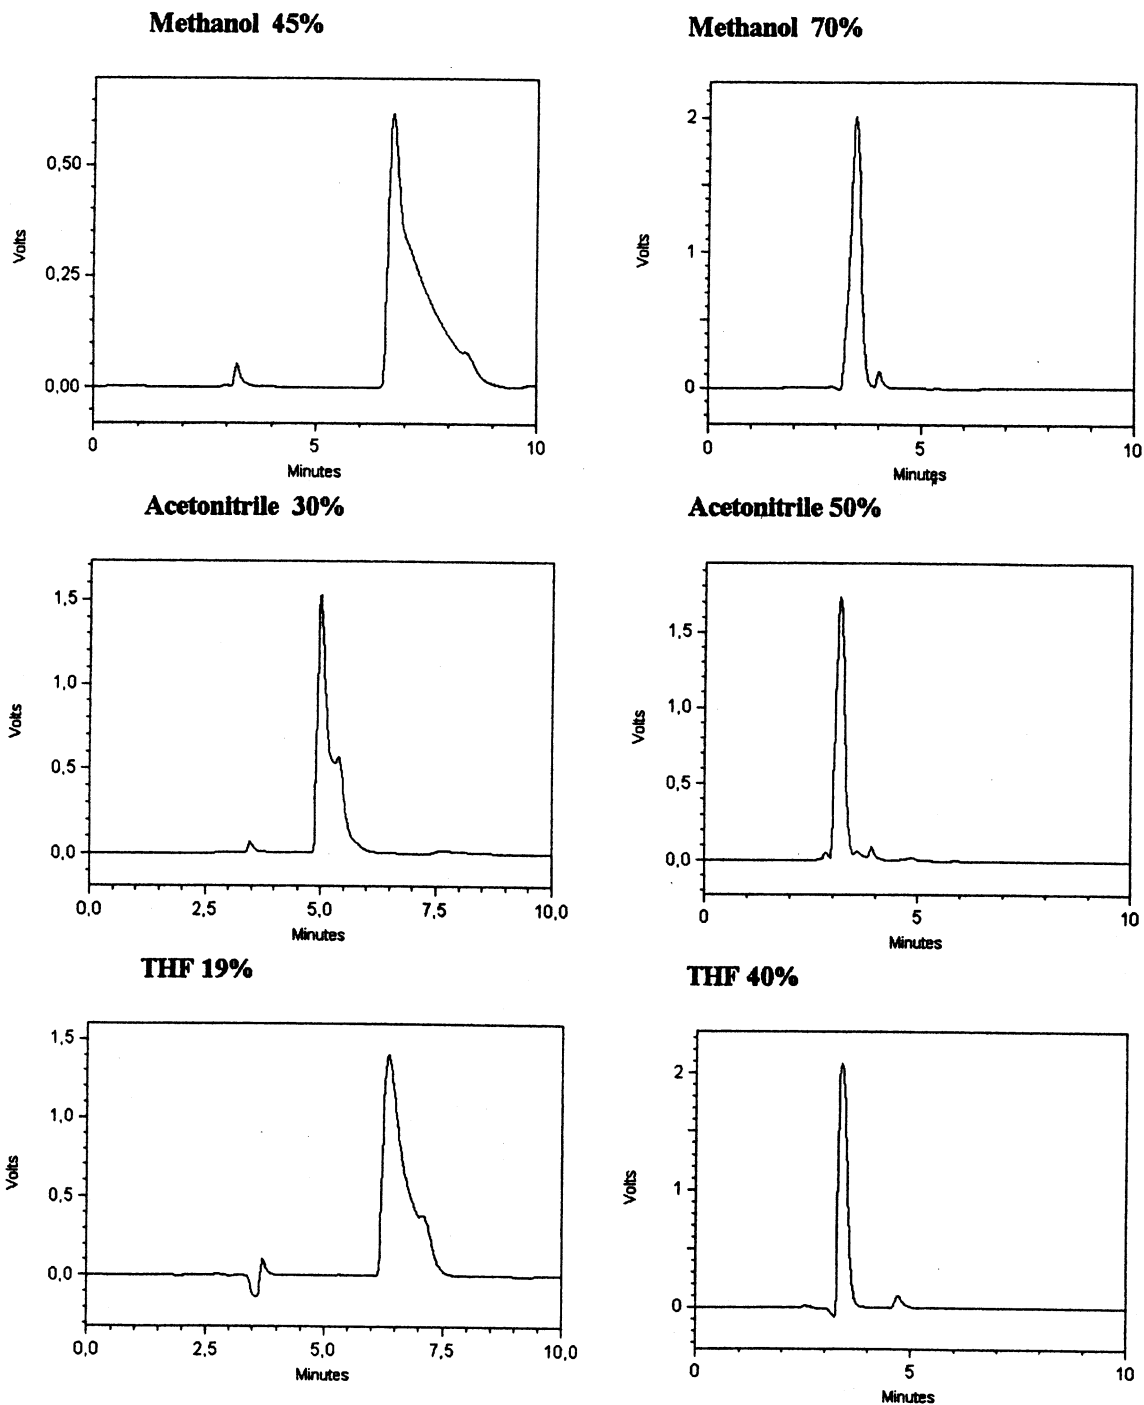 Methanol 45%
Methanol 70%
Volts
0,50
0,25
0,00
0 5 10
Minutes
Volts
2
1
0
0 5 10
Minutes
Acetonitrile 30%
Acetonitrile 50%
Volts
1,5
1,0
0,5
0,0
0,0 2,5 5,0 7,5 10,0
Minutes
Volts
1,5
1,0
0,5
0,0
0 5 10
Minutes
THF 19%
THF 40%
Volts
1,5
1,0
0,5
0,0
0,0 2,5 5,0 7,5 10,0
Minutes
Volts
2
1
0
0 5 10
Minutes